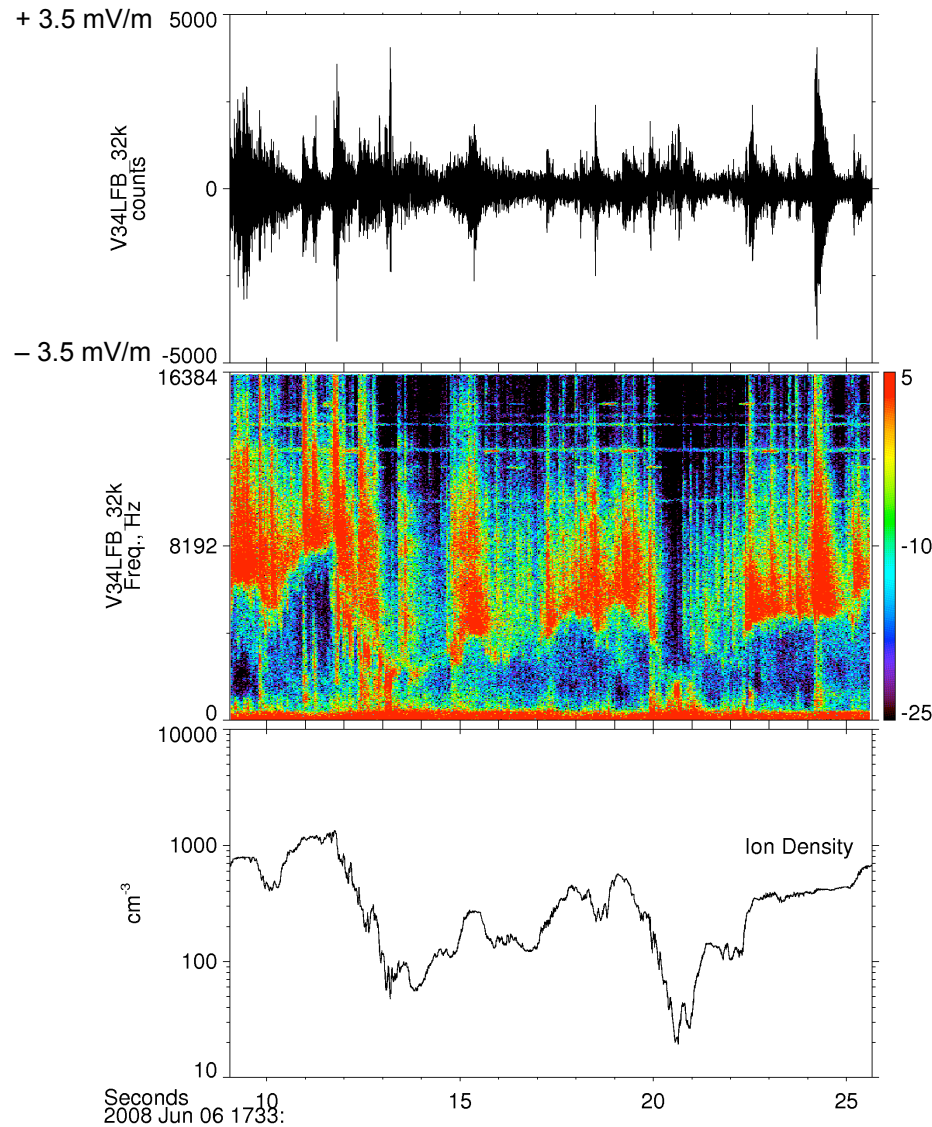 + 3.5 mV/m
5000
V34LFB_32k
counts
0
– 3.5 mV/m
-5000
16384
5
V34LFB_32k
Freq., Hz
8192
-10
0
-25
10000
1000
Ion Density
cm-3
100
10
Seconds
10
15
20
25
2008 Jun 06 1733: